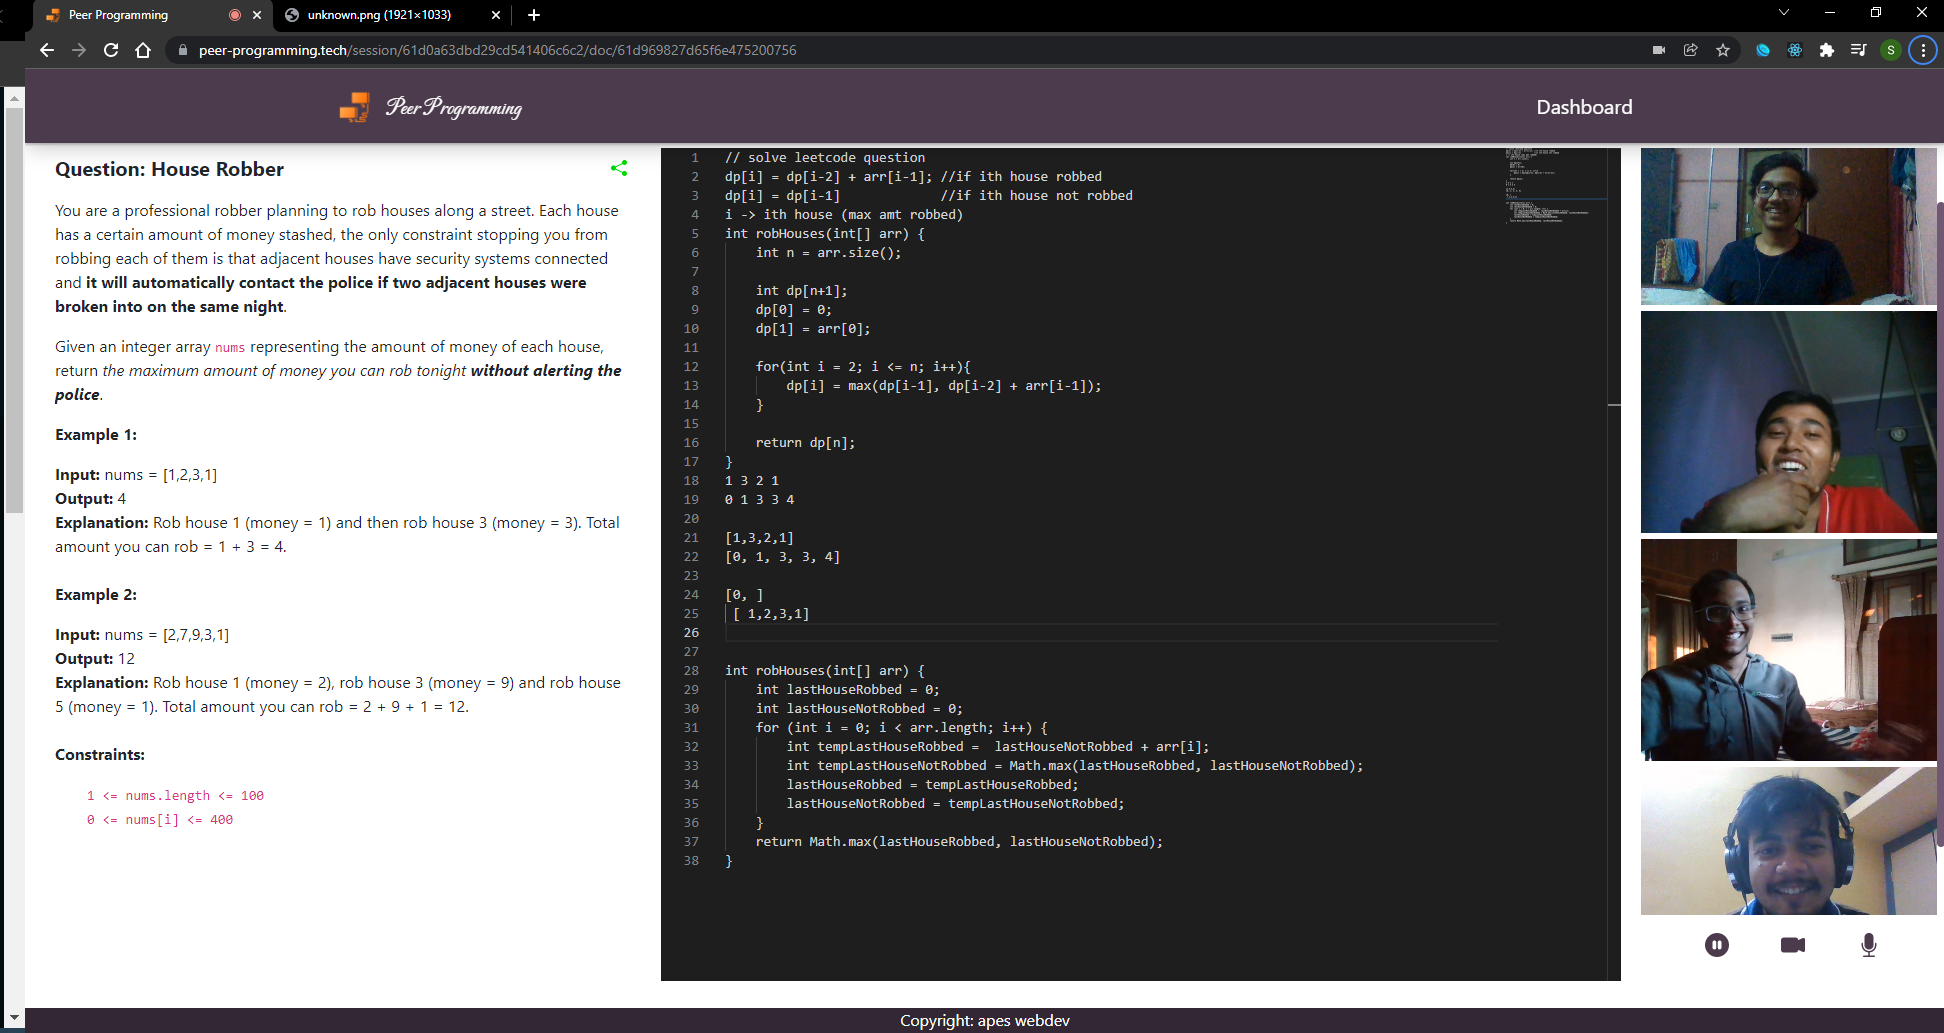 Peer Programming
unknown.png (1921×1033)
peer-programming.tech/session/61d0a63dbd29cd541406c6c2/doc/61d969827d65f6e475200756
S
Peer Programming
Dashboard
Question: House Robber
You are a professional robber planning to rob houses along a street. Each house
has a certain amount of money stashed, the only constraint stopping you from
robbing each of them is that adjacent houses have security systems connected
and it will automatically contact the police if two adjacent houses were
broken into on the same night.
Given an integer array nums representing the amount of money of each house,
return the maximum amount of money you can rob tonight without alerting the
police.
Example 1:
Input: nums = [1,2,3,1]
Output: 4
Explanation: Rob house 1 (money = 1) and then rob house 3 (money = 3). Total
amount you can rob = 1 + 3 = 4.
Example 2:
Input: nums = [2,7,9,3,1]
Output: 12
Explanation: Rob house 1 (money = 2), rob house 3 (money = 9) and rob house
5 (money = 1). Total amount you can rob = 2 + 9 + 1 = 12.
Constraints:
1 <= nums.length <= 100
0 <= nums[i] <= 400
1 // solve leetcode question
2 dp[i] = dp[i-2] + arr[i-1]; //if ith house robbed
3 dp[i] = dp[i-1] //if ith house not robbed
4 i -> ith house (max amt robbed)
5 int robHouses(int[] arr) {
6 int n = arr.size();
7
8 int dp[n+1];
9 dp[0] = 0;
10 dp[1] = arr[0];
11
12 for(int i = 2; i <= n; i++){
13 dp[i] = max(dp[i-1], dp[i-2] + arr[i-1]);
14 }
15
16 return dp[n];
17 }
18 1 3 2 1
19 0 1 3 3 4
20
21 [1,3,2,1]
22 [0, 1, 3, 3, 4]
23
24 [0, ]
25 [ 1,2,3,1]
26
27
28 int robHouses(int[] arr) {
29 int lastHouseRobbed = 0;
30 int lastHouseNotRobbed = 0;
31 for (int i = 0; i < arr.length; i++) {
32 int tempLastHouseRobbed =  lastHouseNotRobbed + arr[i];
33 int tempLastHouseNotRobbed = Math.max(lastHouseRobbed, lastHouseNotRobbed);
34 lastHouseRobbed = tempLastHouseRobbed;
35 lastHouseNotRobbed = tempLastHouseNotRobbed;
36 }
37 return Math.max(lastHouseRobbed, lastHouseNotRobbed);
38 }
Copyright: apes webdev